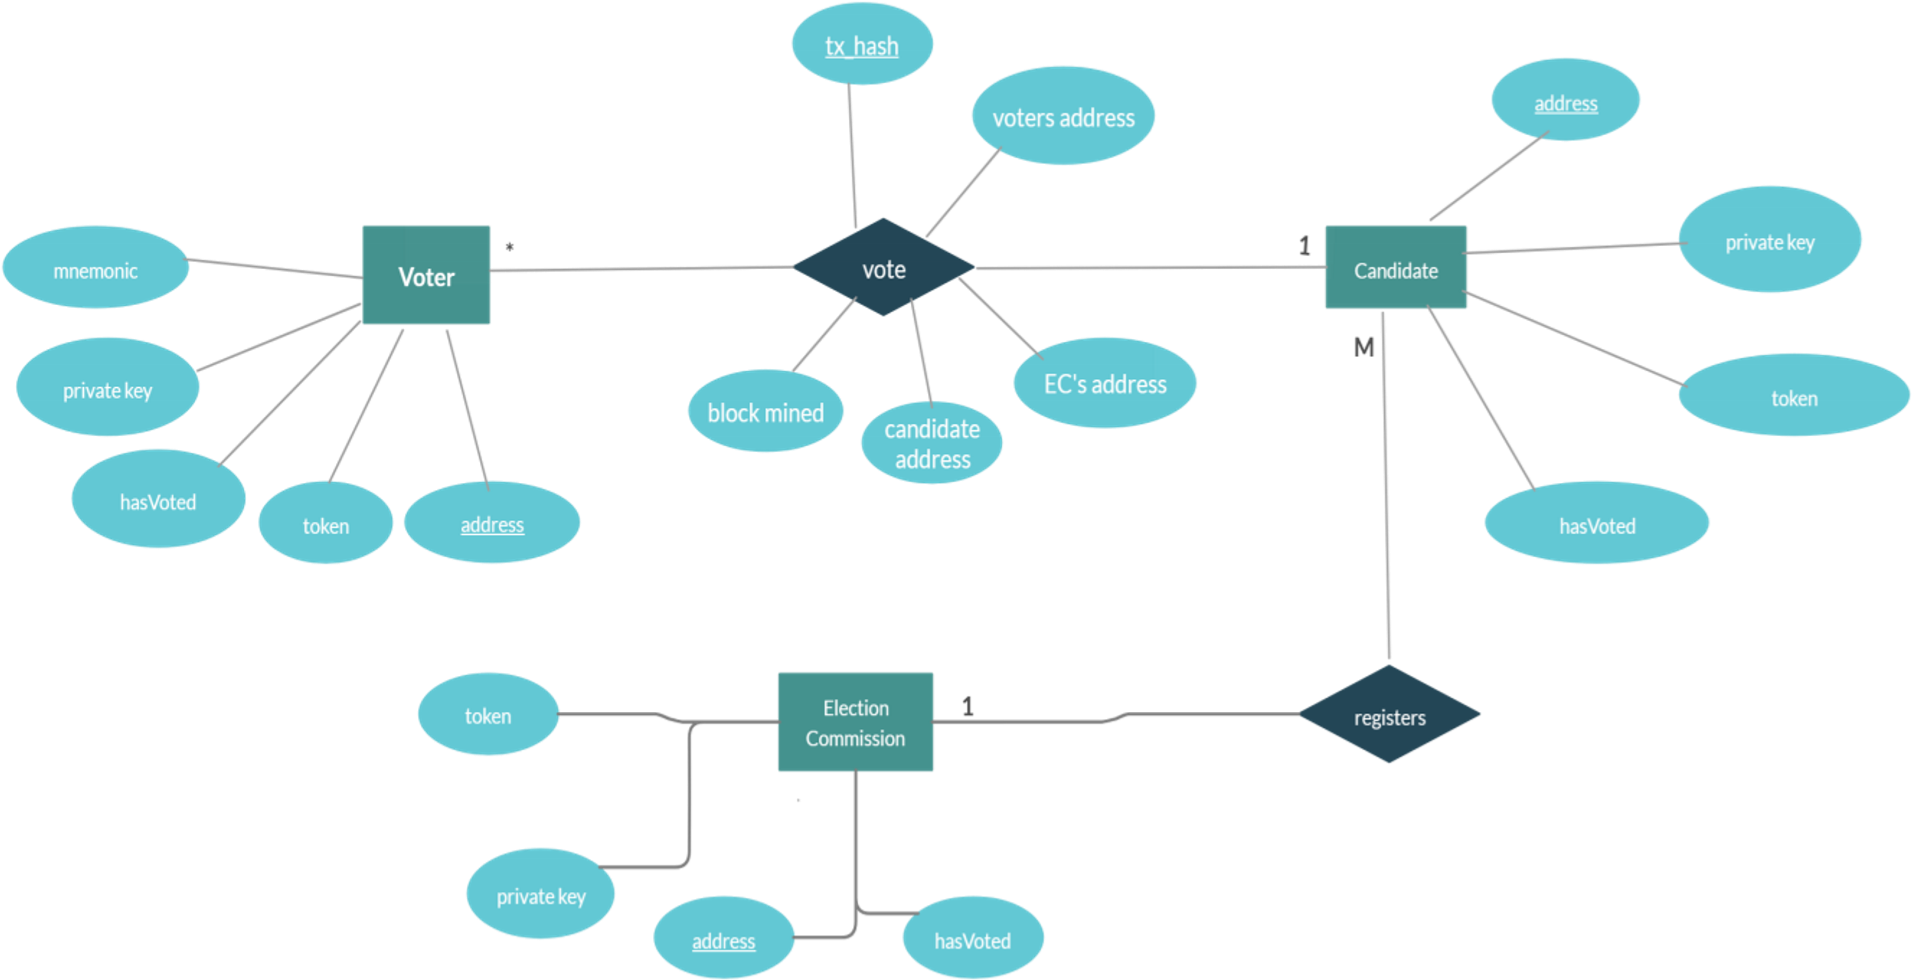 tx_hash
voters address
address
private key
mnemonic
Voter
*
vote
1
Candidate
M
private key
block mined
candidate
address
EC's address
token
hasVoted
token
address
hasVoted
token
Election
Commission
1
registers
private key
address
hasVoted